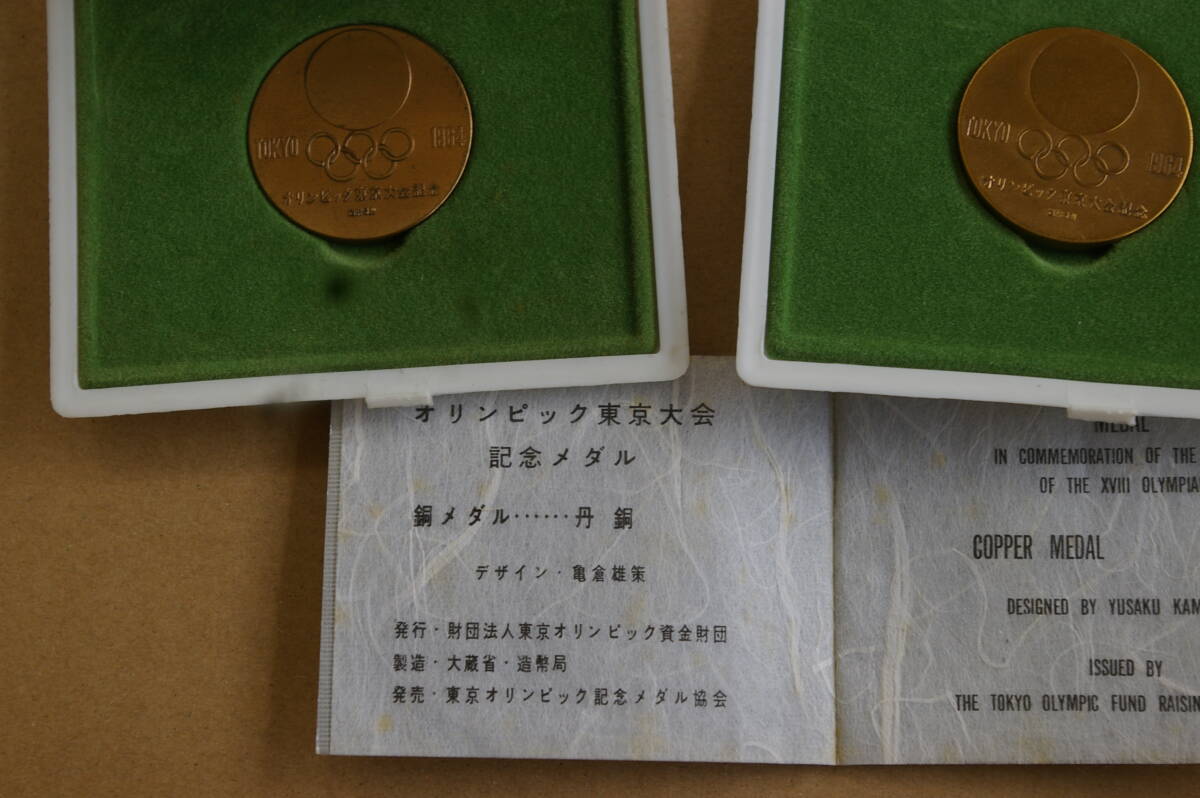 TOKYO 1964
オリンピック東京大会記念
TOKYO 1964
オリンピック東京大会記念
オリンピック東京大会
記念メダル
銅メダル……丹銅
デザイン・亀倉雄策
発行・財団法人東京オリンピック資金財団
製造・大蔵省・造幣局
発売・東京オリンピック記念メダル協会
MEDAL
IN COMMEMORATION OF THE
OF THE XVIII OLYMPIA
COPPER MEDAL
DESIGNED BY YUSAKU KAM
ISSUED BY
THE TOKYO OLYMPIC FUND RAISIN